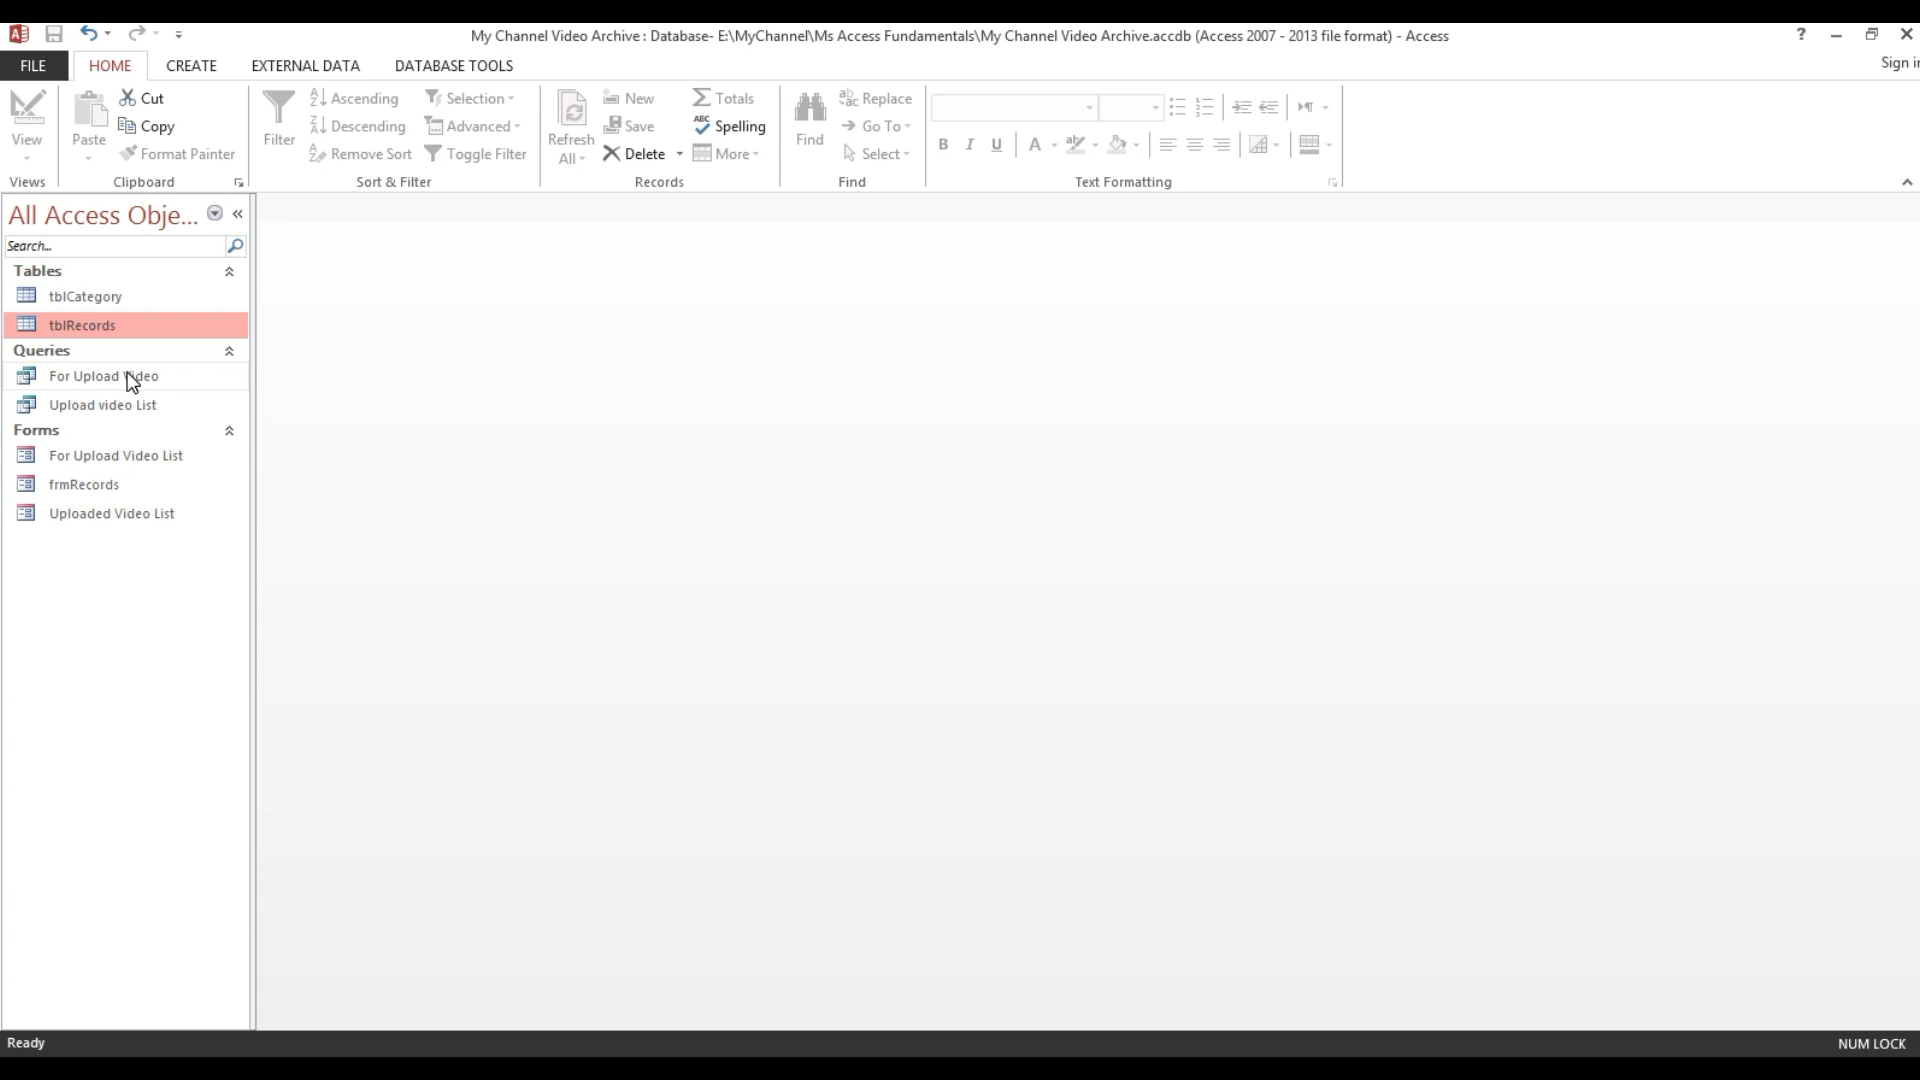 My Channel Video Archive : Database- E:\MyChannel\Ms Access Fundamentals\My Channel Video Archive.accdb (Access 2007 - 2013 file format) - Access
?
FILE HOME CREATE EXTERNAL DATA DATABASE TOOLS
Sign in
View
Views
Paste
Cut
Copy
Format Painter
Clipboard
Filter
Ascending
Descending
Remove Sort
Selection
Advanced
Toggle Filter
Sort & Filter
Refresh
All
New
Save
Delete
Totals
Spelling
More
Records
Find
Replace
Go To
Select
Find
B I U A
Text Formatting
All Access Obje...
Search...
Tables
tblCategory
tblRecords
Queries
For Upload Video
Upload video List
Forms
For Upload Video List
frmRecords
Uploaded Video List
Ready
NUM LOCK